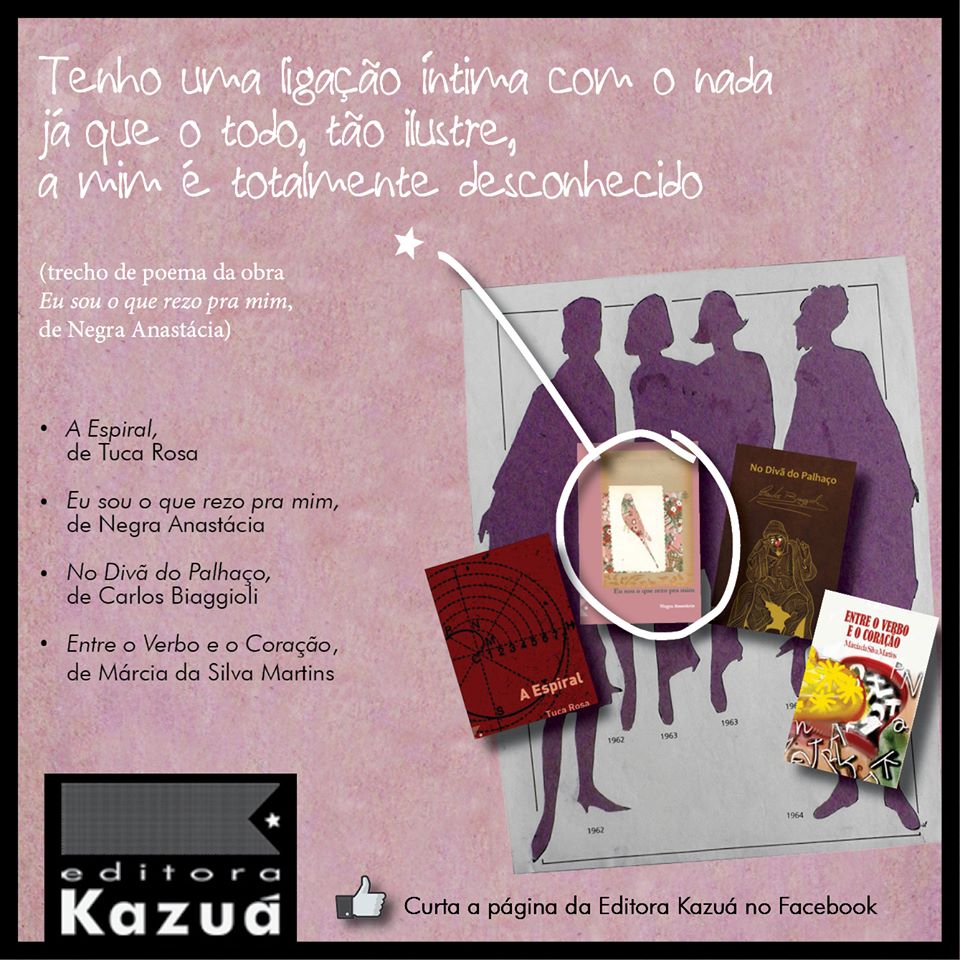 Tenho uma ligação íntima com o nada
já que o todo, tão ilustre,
a mim é totalmente desconhecido
(trecho de poema da obra
Eu sou o que rezo pra mim,
de Negra Anastácia)
• A Espiral,
de Tuca Rosa
• Eu sou o que rezo pra mim,
de Negra Anastácia
• No Divã do Palhaço,
de Carlos Biaggioli
• Entre o Verbo e o Coração,
de Márcia da Silva Martins
No Divã do Palhaço
Eu sou o que rezo pra mim
Negra Anastácia
A Espiral
Tuca Rosa
ENTRE O VERBO
E O CORAÇÃO
Márcia da Silva Martins
1962
1963
1963
1962
1964
editora
Kazuá
Curta a página da Editora Kazuá no Facebook